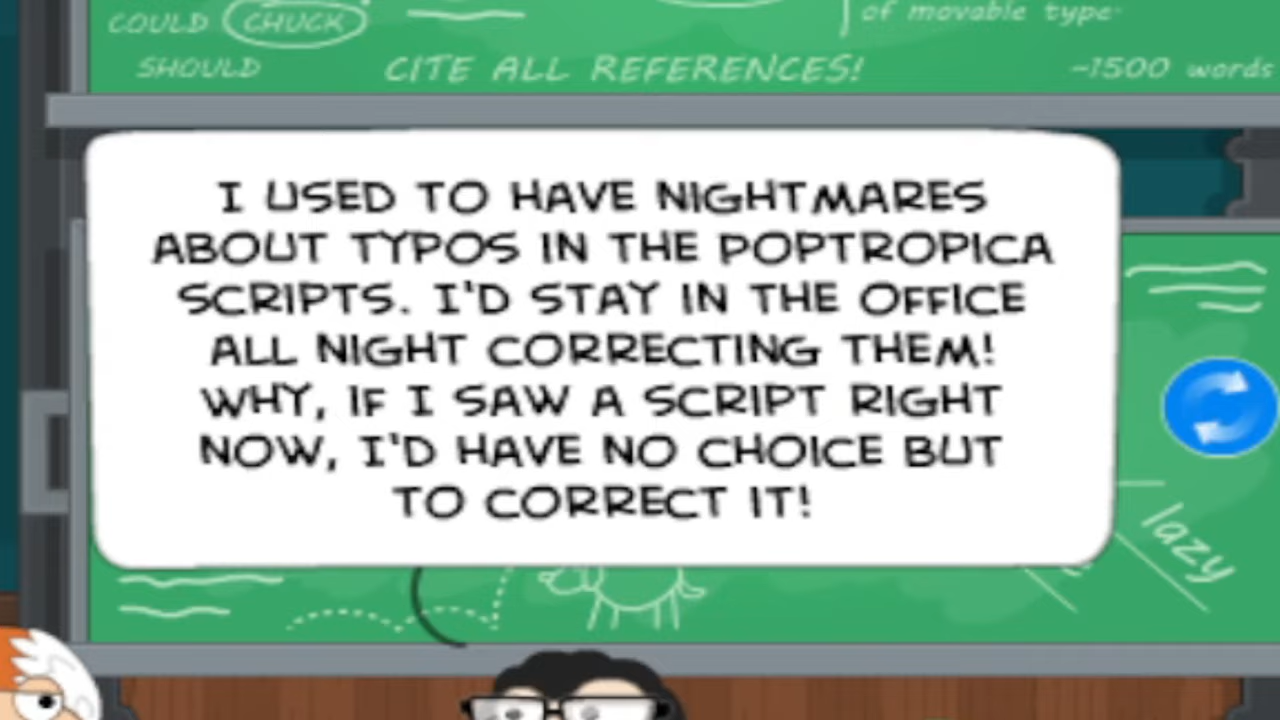 COULD CHUCK
of movable type
SHOULD
CITE ALL REFERENCES!
~1500 words
I USED TO HAVE NIGHTMARES
ABOUT TYPOS IN THE POPTROPICA
SCRIPTS. I'D STAY IN THE OFFICE
ALL NIGHT CORRECTING THEM!
WHY, IF I SAW A SCRIPT RIGHT
NOW, I'D HAVE NO CHOICE BUT
TO CORRECT IT!
lazy